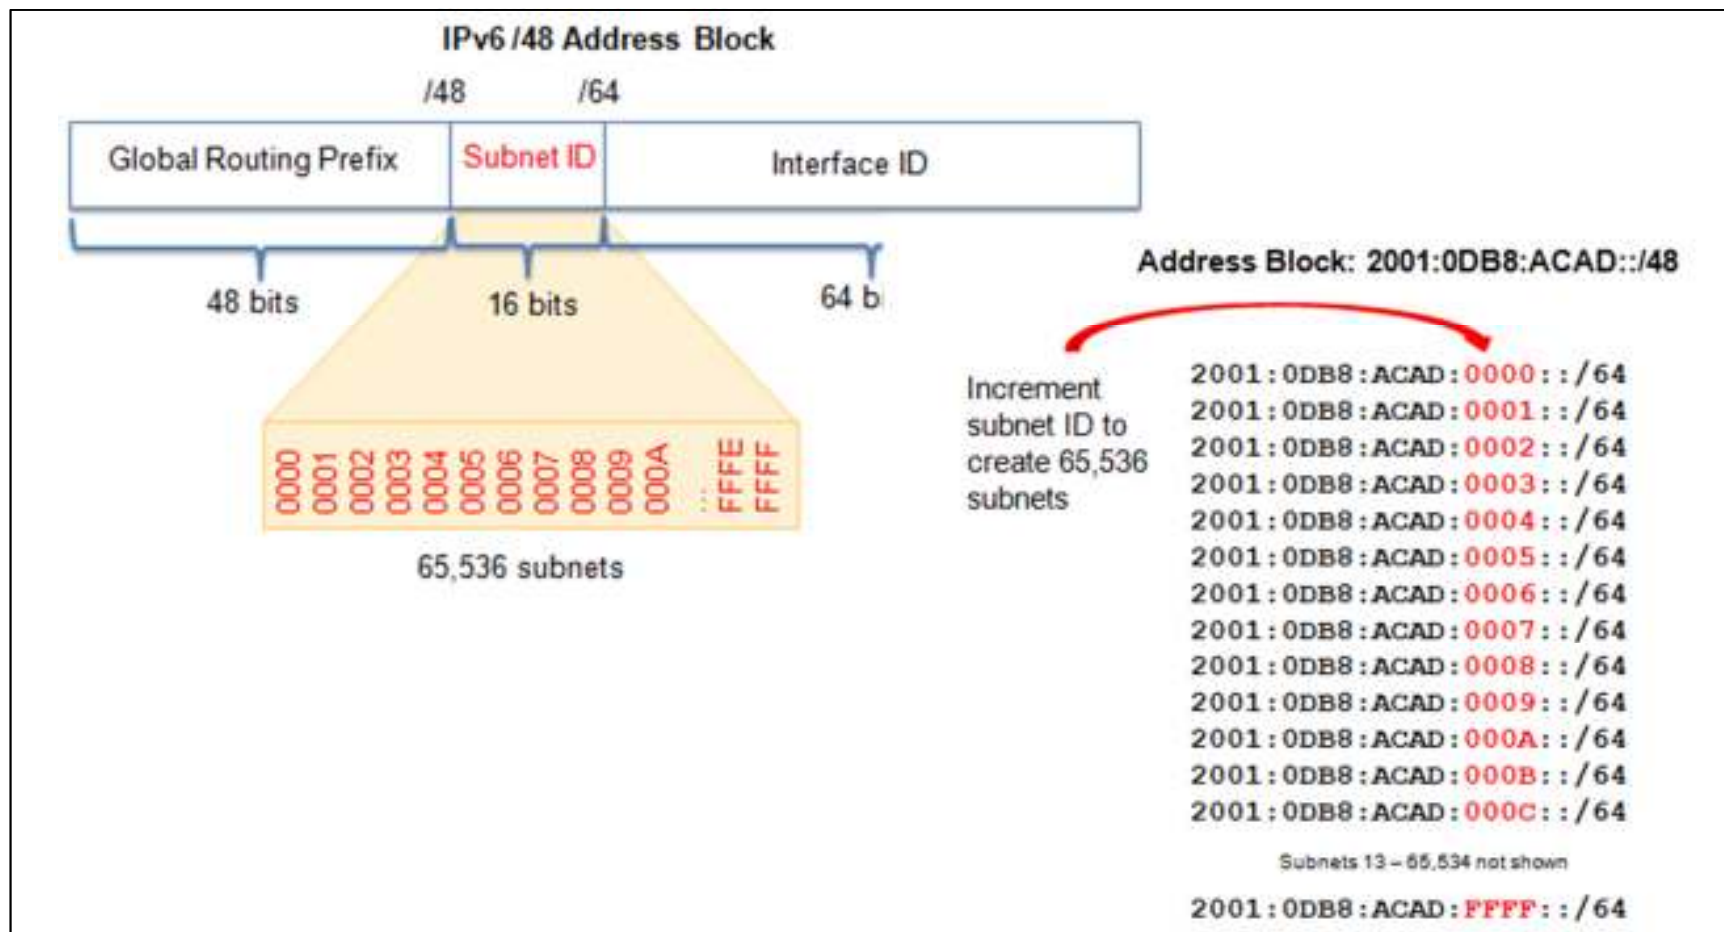 IPv6 /48 Address Block
/48
/64
Global Routing Prefix
Subnet ID
Interface ID
48 bits
16 bits
64 bi
0000
0001
0002
0003
0004
0005
0006
0007
0008
0009
000A
...
FFFE
FFFF
65,536 subnets
Address Block: 2001:0DB8:ACAD::/48
Increment
subnet ID to
create 65,536
subnets
2001:0DB8:ACAD:0000::/64
2001:0DB8:ACAD:0001::/64
2001:0DB8:ACAD:0002::/64
2001:0DB8:ACAD:0003::/64
2001:0DB8:ACAD:0004::/64
2001:0DB8:ACAD:0005::/64
2001:0DB8:ACAD:0006::/64
2001:0DB8:ACAD:0007::/64
2001:0DB8:ACAD:0008::/64
2001:0DB8:ACAD:0009::/64
2001:0DB8:ACAD:000A::/64
2001:0DB8:ACAD:000B::/64
2001:0DB8:ACAD:000C::/64
Subnets 13 – 65,534 not shown
2001:0DB8:ACAD:FFFF::/64